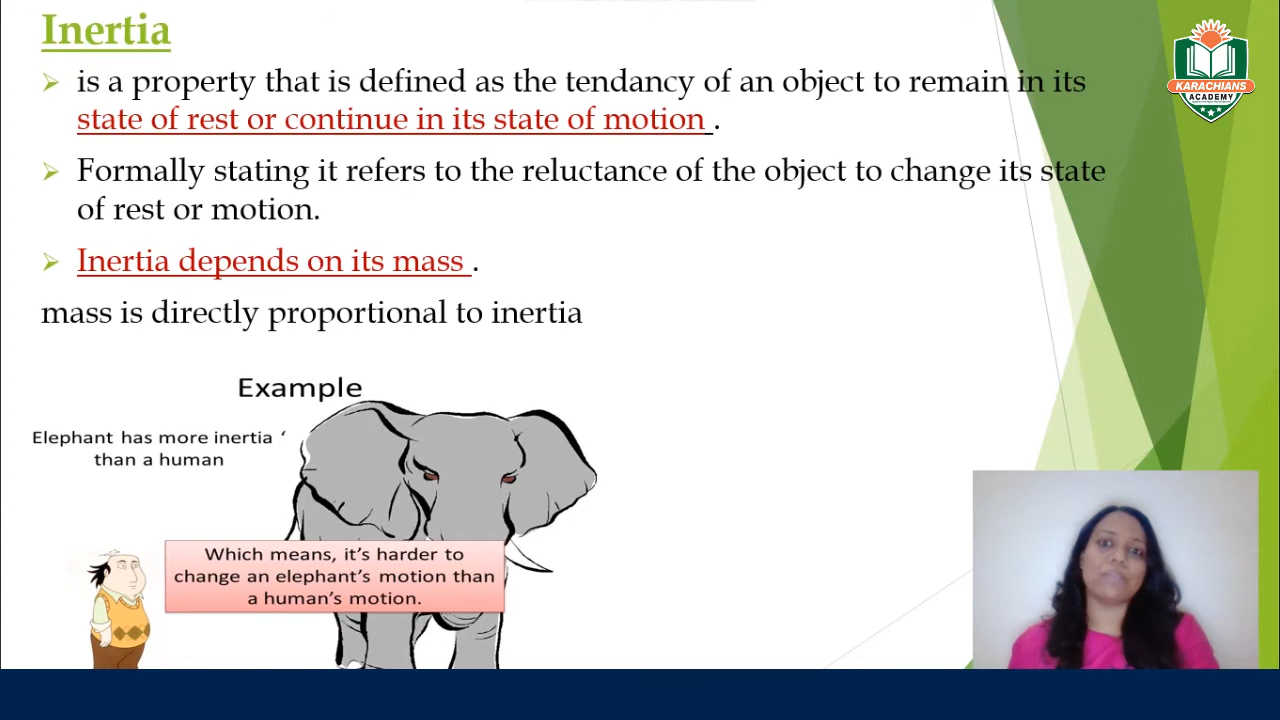 Inertia
is a property that is defined as the tendancy of an object to remain in its
state of rest or continue in its state of motion .
Formally stating it refers to the reluctance of the object to change its state
of rest or motion.
Inertia depends on its mass .
mass is directly proportional to inertia
Example
Elephant has more inertia ‘
than a human
Which means, it’s harder to
change an elephant’s motion than
a human’s motion.
KARACHIANS
ACADEMY